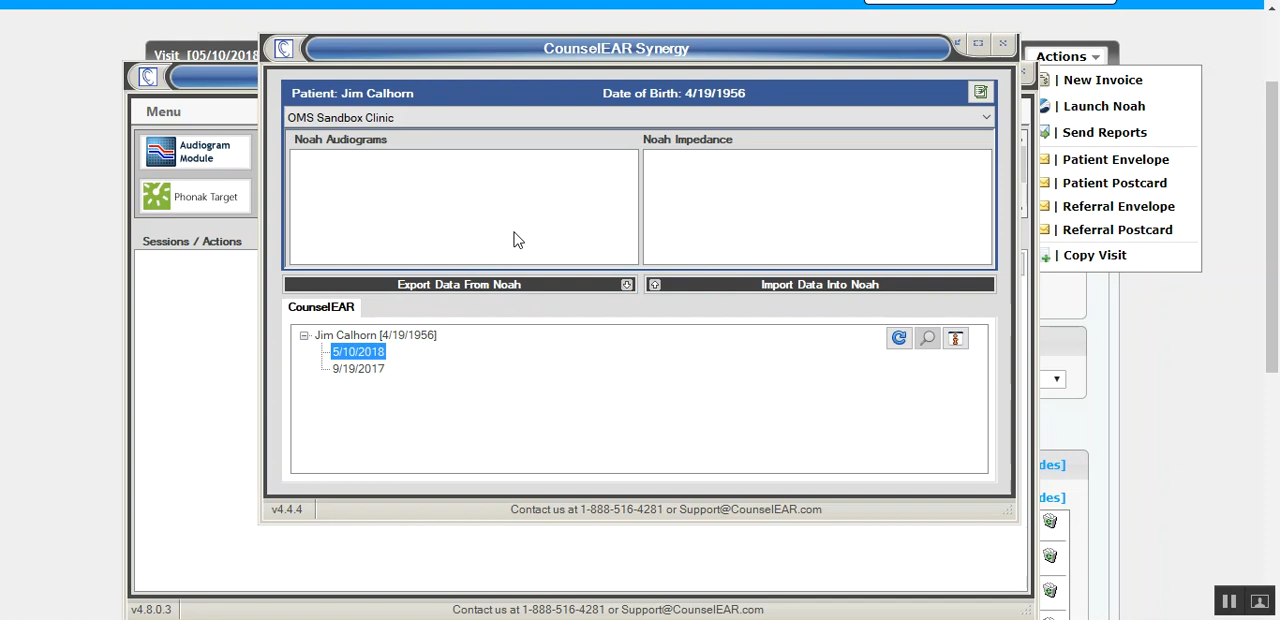 Visit [05/10/2018
CounselEAR Synergy
Actions
| New Invoice
| Launch Noah
| Send Reports
| Patient Envelope
| Patient Postcard
| Referral Envelope
| Referral Postcard
| Copy Visit
Menu
Audiogram
Module
Phonak Target
Sessions / Actions
Patient: Jim Calhorn Date of Birth: 4/19/1956
OMS Sandbox Clinic
Noah Audiograms Noah Impedance
Export Data From Noah Import Data Into Noah
CounselEAR
Jim Calhorn [4/19/1956]
5/10/2018
9/19/2017
des]
des]
v4.4.4 Contact us at 1-888-516-4281 or Support@CounselEAR.com
v4.8.0.3 Contact us at 1-888-516-4281 or Support@CounselEAR.com